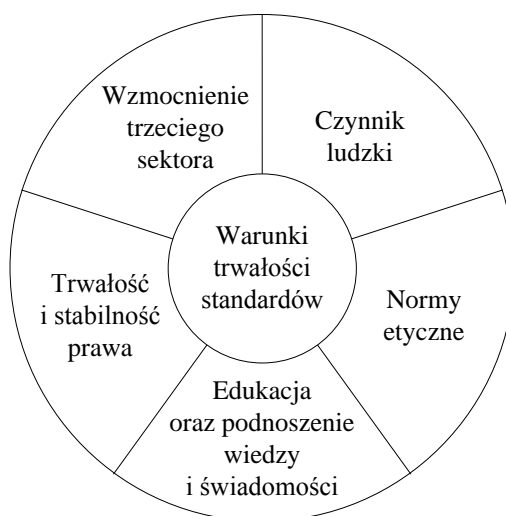 Wzmocnienie
trzeciego
sektora
Czynnik
ludzki
Warunki
trwałości
standardów
Trwałość
i stabilność
prawa
Normy
etyczne
Edukacja
oraz podnoszenie
wiedzy
i świadomości